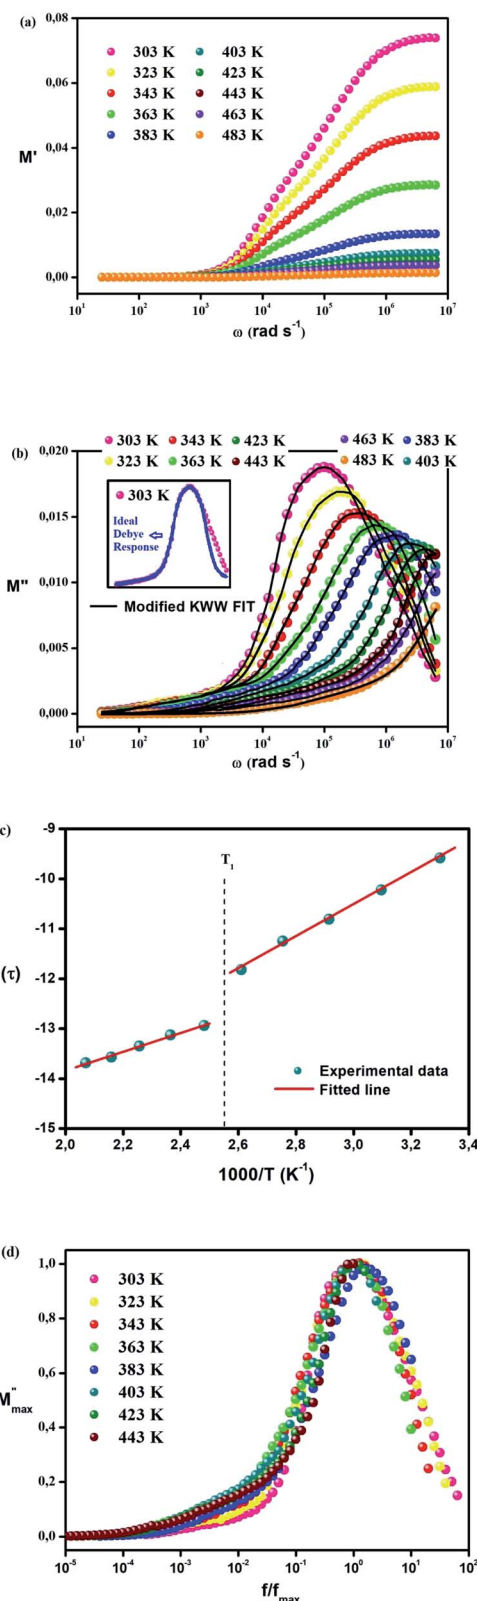 (a)
0,08
0,06
0,04
0,02
0,00
M'
303 K 403 K
323 K 423 K
343 K 443 K
363 K 463 K
383 K 483 K
10¹ 10² 10³ 10⁴ 10⁵ 10⁶ 10⁷
ω (rad s⁻¹)
(b)
303 K 343 K 423 K 463 K 383 K
323 K 363 K 443 K 483 K 403 K
0,020
0,015
0,010
0,005
0,000
M"
303 K
Ideal
Debye
Response
Modified KWW FIT
10¹ 10² 10³ 10⁴ 10⁵ 10⁶ 10⁷
ω (rad s⁻¹)
c)
-9
-10
-11
-12
-13
-14
-15
(τ)
T₁
Experimental data
Fitted line
2,0 2,2 2,4 2,6 2,8 3,0 3,2 3,4
1000/T (K⁻¹)
(d)
1,0
0,8
0,6
0,4
0,2
0,0
M"max
303 K
323 K
343 K
363 K
383 K
403 K
423 K
443 K
10⁻⁵ 10⁻⁴ 10⁻³ 10⁻² 10⁻¹ 10⁰ 10¹ 10²
f/fmax